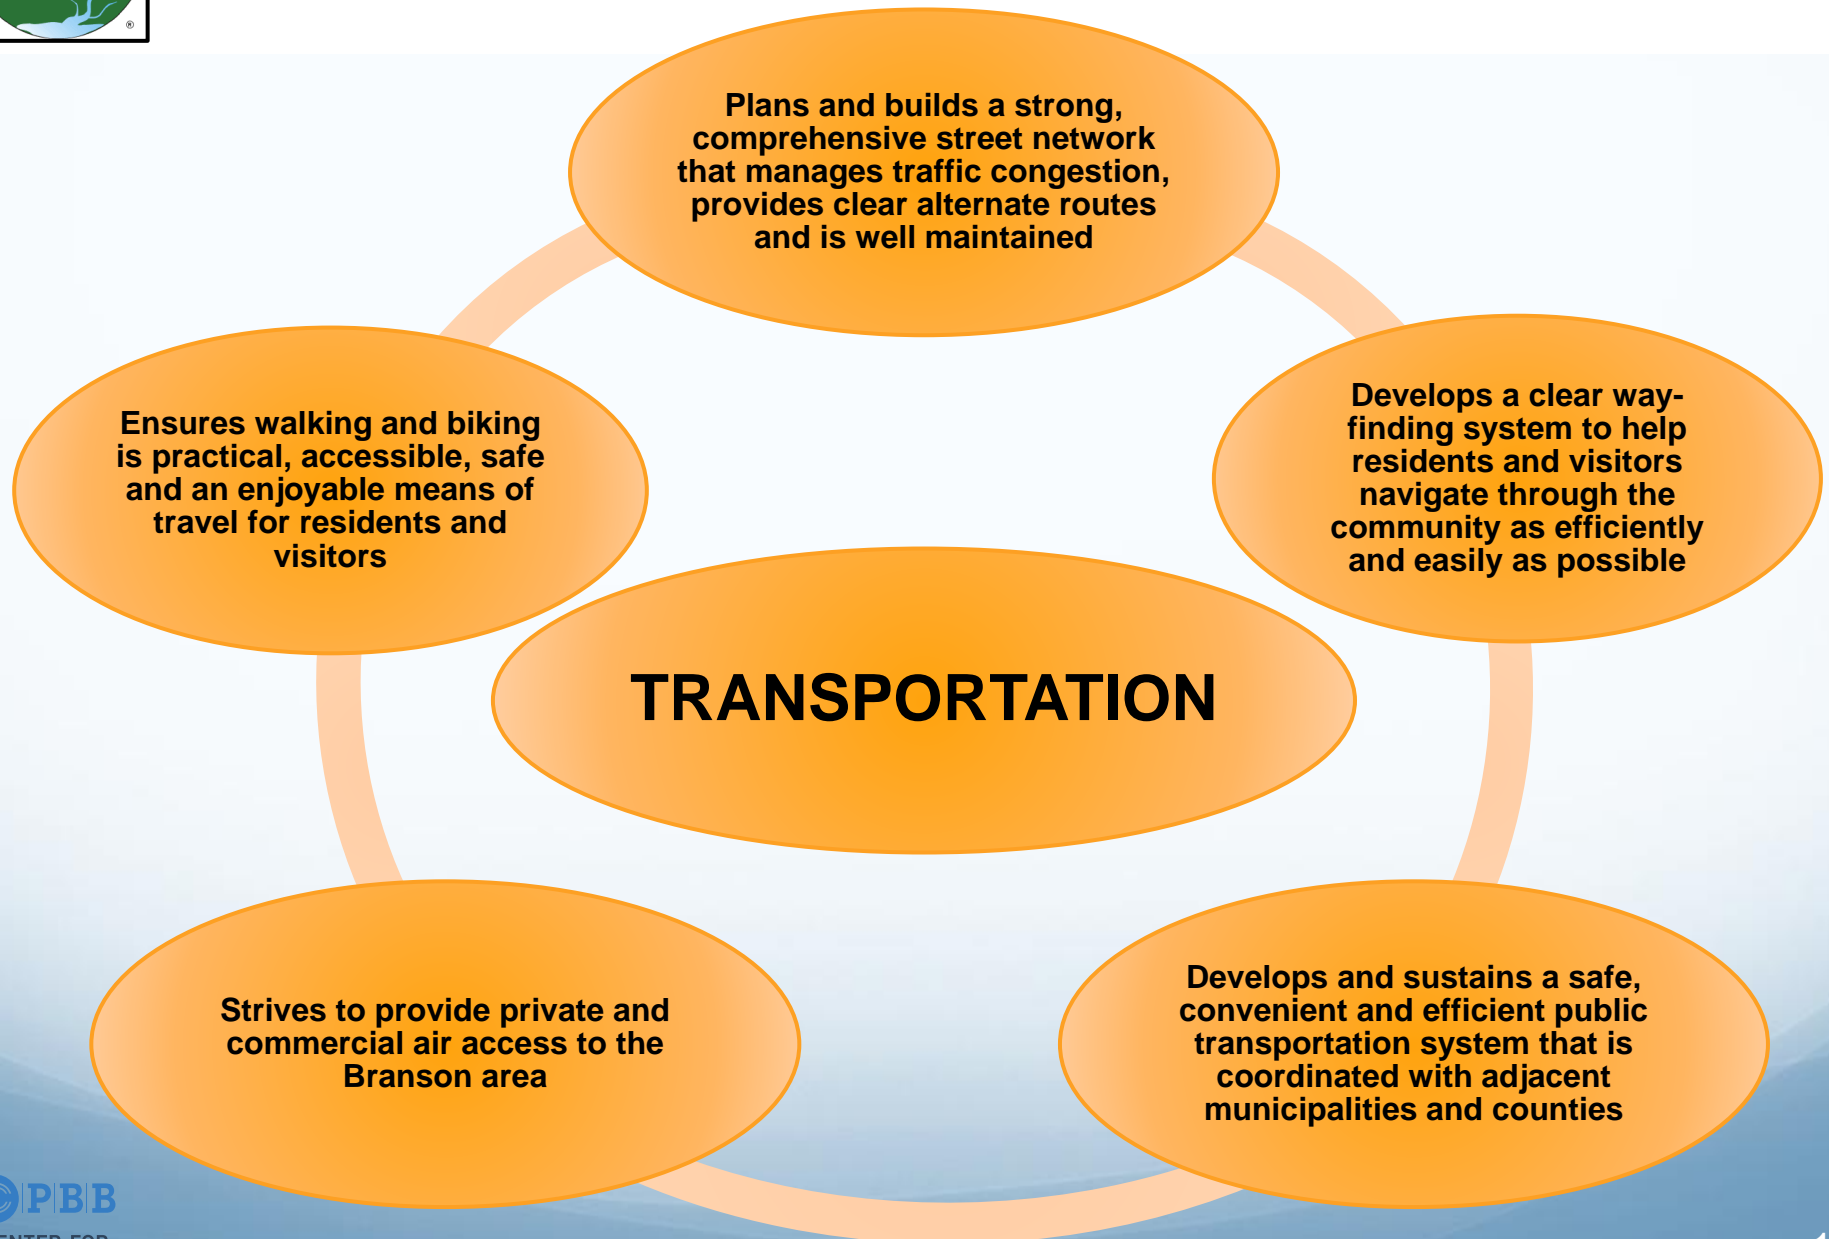 ®
Plans and builds a strong,
comprehensive street network
that manages traffic congestion,
provides clear alternate routes
and is well maintained
Develops a clear way-
finding system to help
residents and visitors
navigate through the
community as efficiently
and easily as possible
Ensures walking and biking
is practical, accessible, safe
and an enjoyable means of
travel for residents and
visitors
TRANSPORTATION
Develops and sustains a safe,
convenient and efficient public
transportation system that is
coordinated with adjacent
municipalities and counties
Strives to provide private and
commercial air access to the
Branson area
PBB